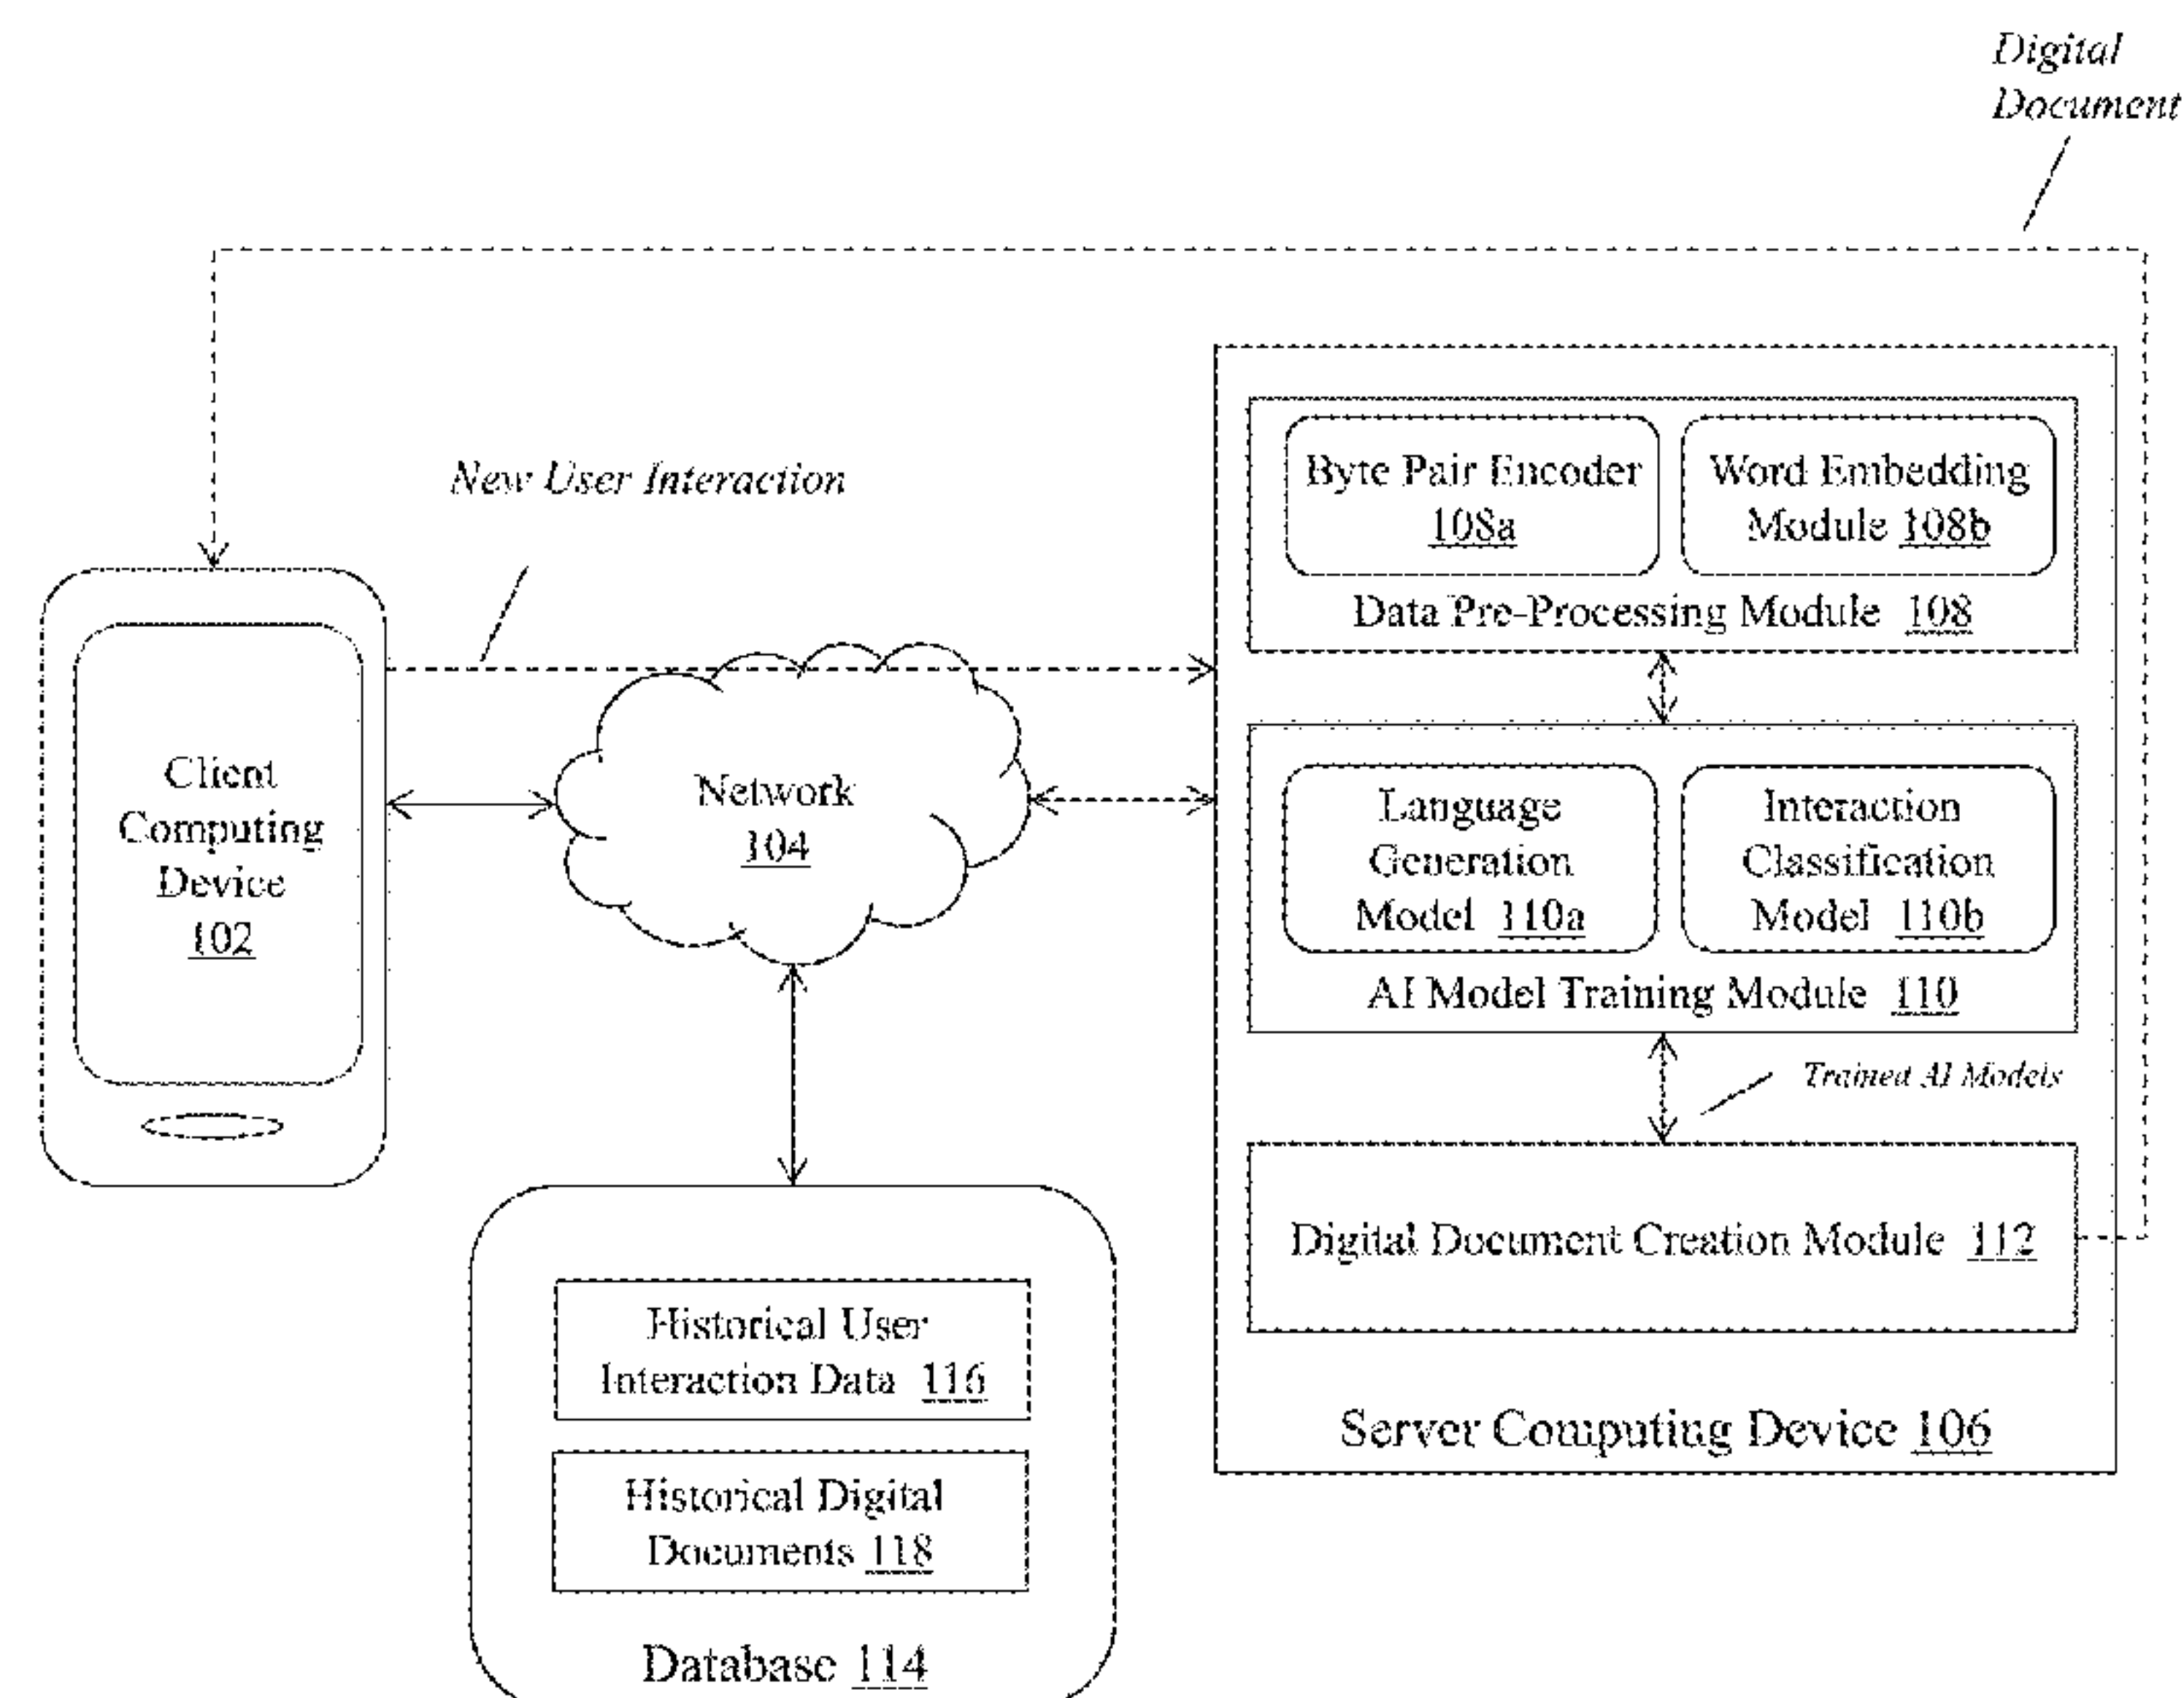 Digital
Document
New User Interaction
Byte Pair Encoder
108a
Word Embedding
Module 108b
Data Pre-Processing Module 108
Client
Computing
Device
102
Network
104
Language
Generation
Model 110a
Interaction
Classification
Model 110b
AI Model Training Module 110
Trained AI Models
Digital Document Creation Module 112
Server Computing Device 106
Historical User
Interaction Data 116
Historical Digital
Documents 118
Database 114